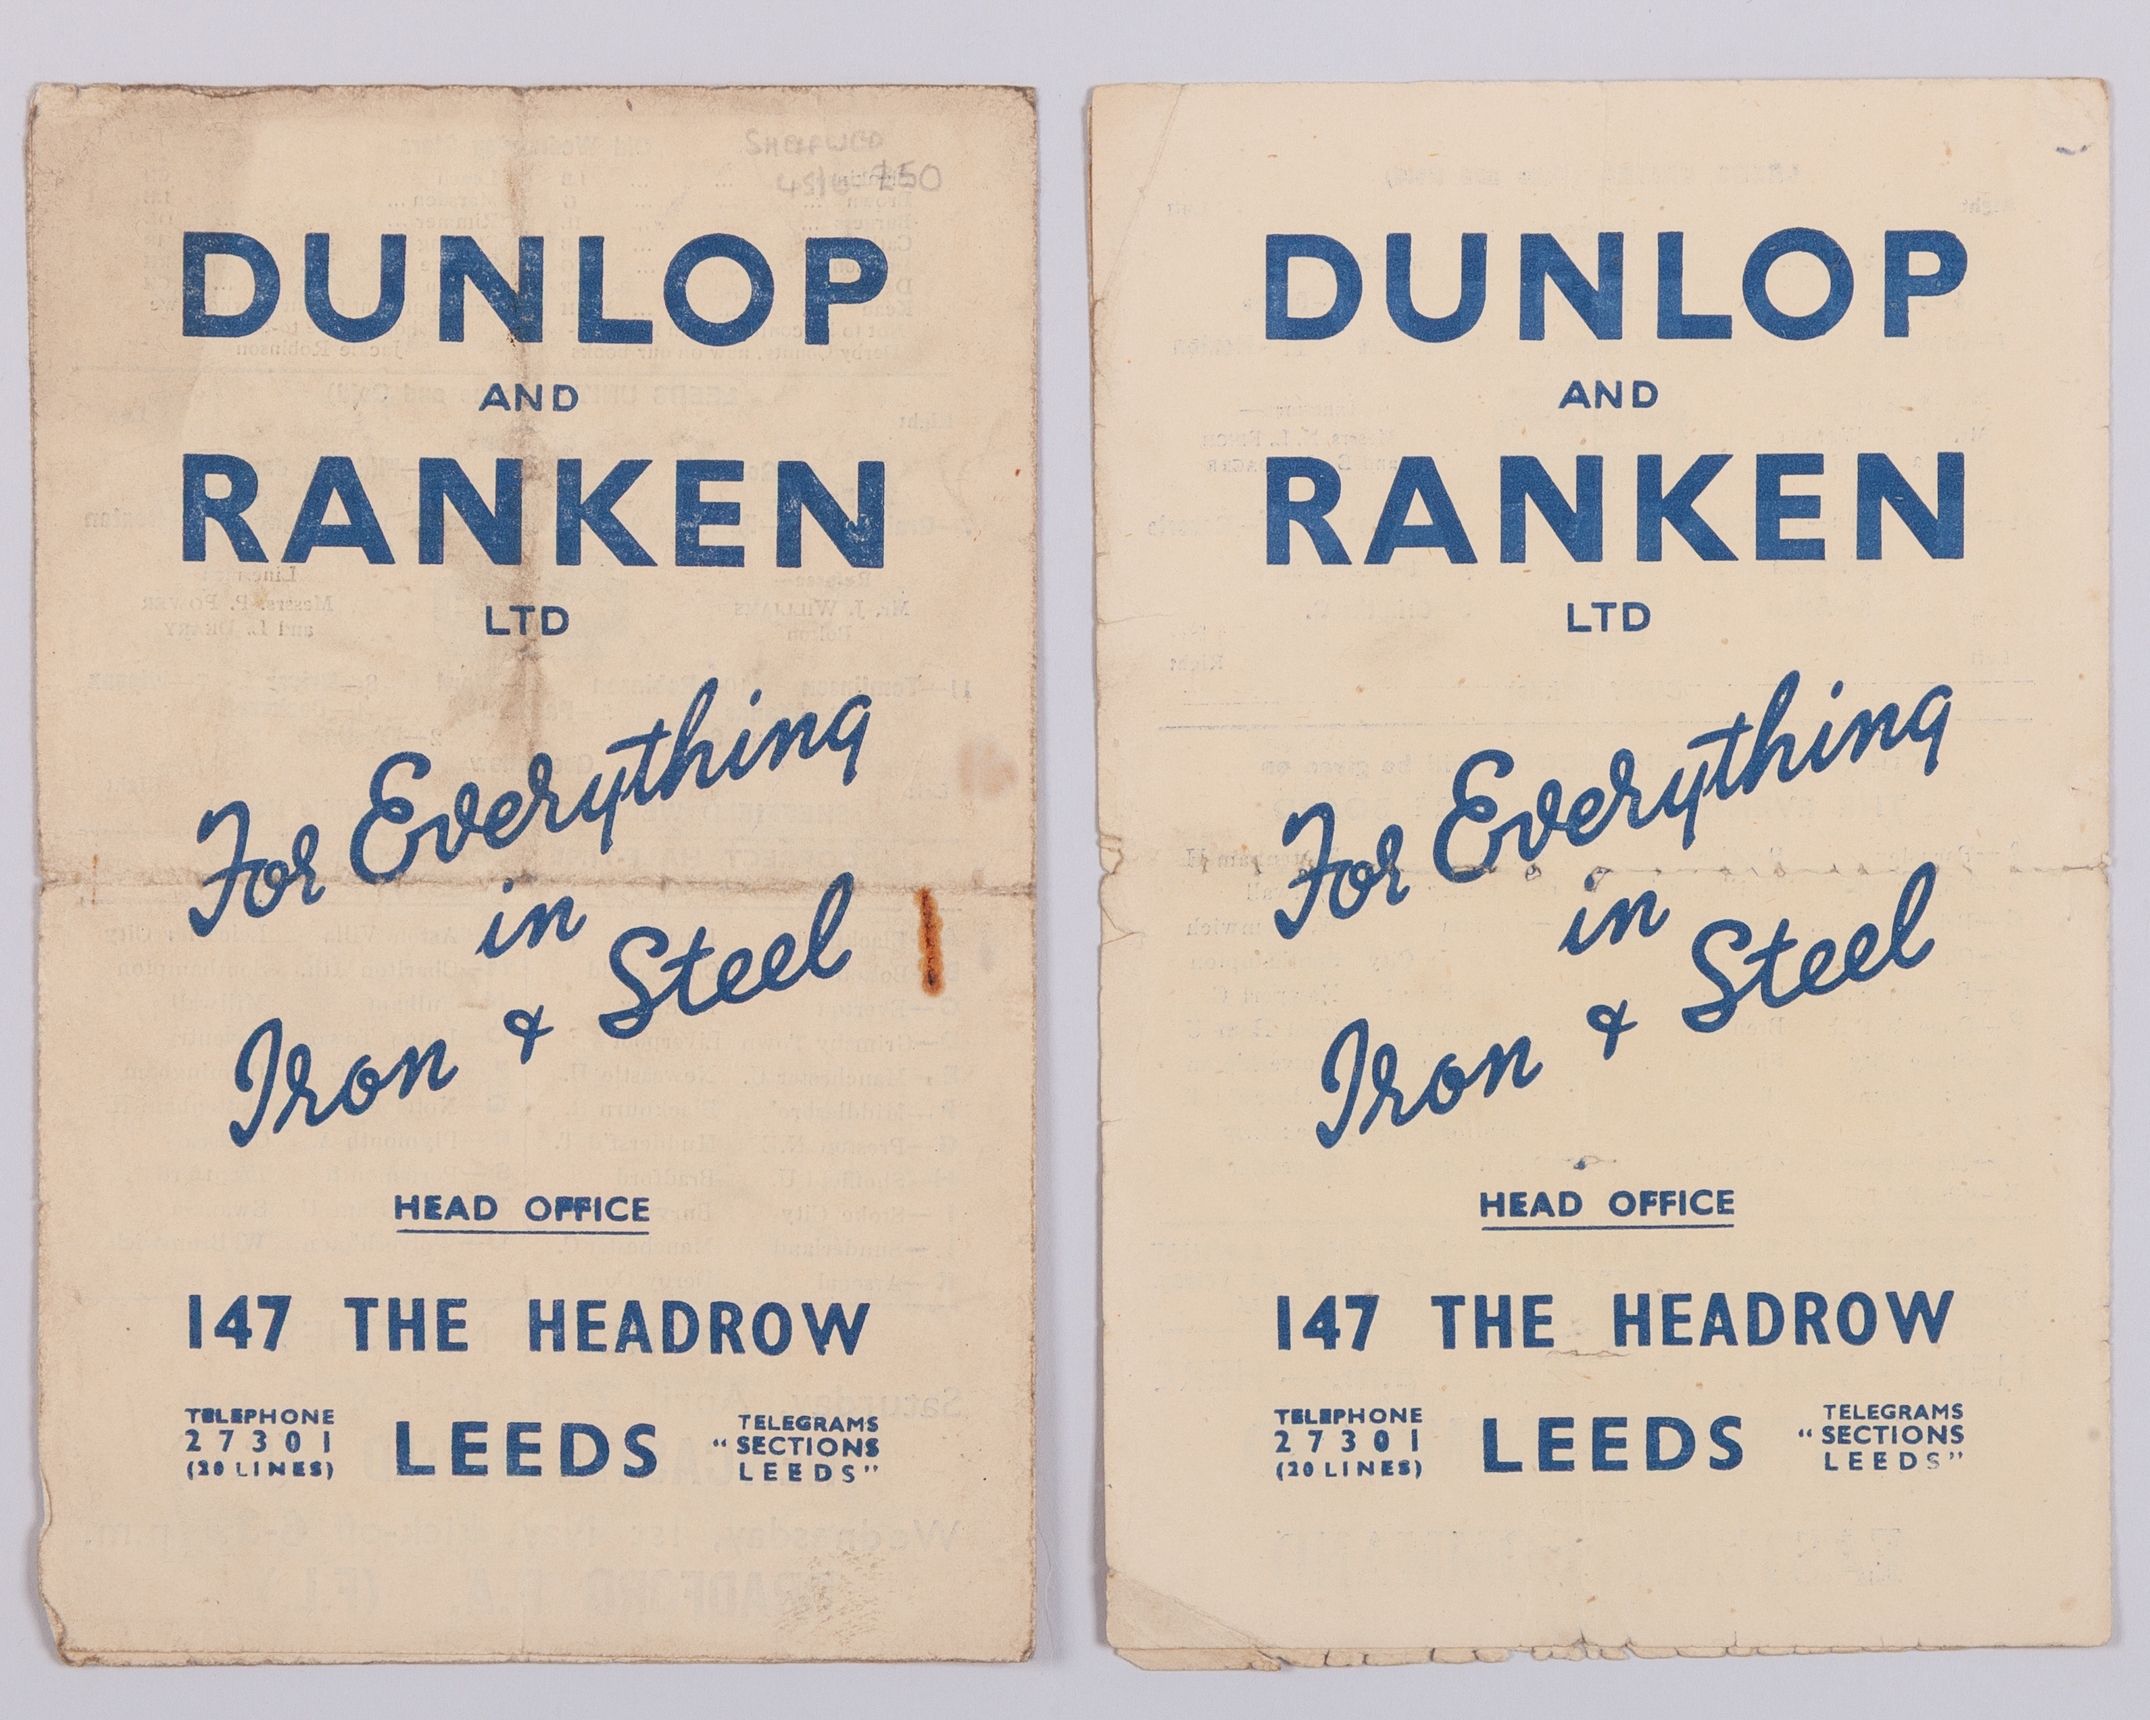 DUNLOP
AND
RANKEN
LTD
For Everything
in
Iron & Steel
HEAD OFFICE
147 THE HEADROW
TELEPHONE
27301
(20 LINES)
LEEDS
TELEGRAMS
"SECTIONS
LEEDS"
DUNLOP
AND
RANKEN
LTD
For Everything
in
Iron & Steel
HEAD OFFICE
147 THE HEADROW
TELEPHONE
27301
(20 LINES)
LEEDS
TELEGRAMS
"SECTIONS
LEEDS"